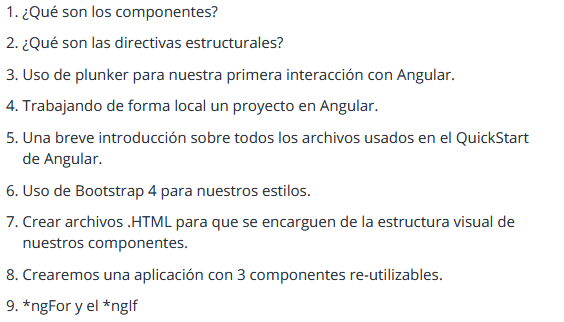 1. ¿Qué son los componentes?
2. ¿Qué son las directivas estructurales?
3. Uso de plunker para nuestra primera interacción con Angular.
4. Trabajando de forma local un proyecto en Angular.
5. Una breve introducción sobre todos los archivos usados en el QuickStart
de Angular.
6. Uso de Bootstrap 4 para nuestros estilos.
7. Crear archivos .HTML para que se encarguen de la estructura visual de
nuestros componentes.
8. Crearemos una aplicación con 3 componentes re-utilizables.
9. *ngFor y el *ngIf